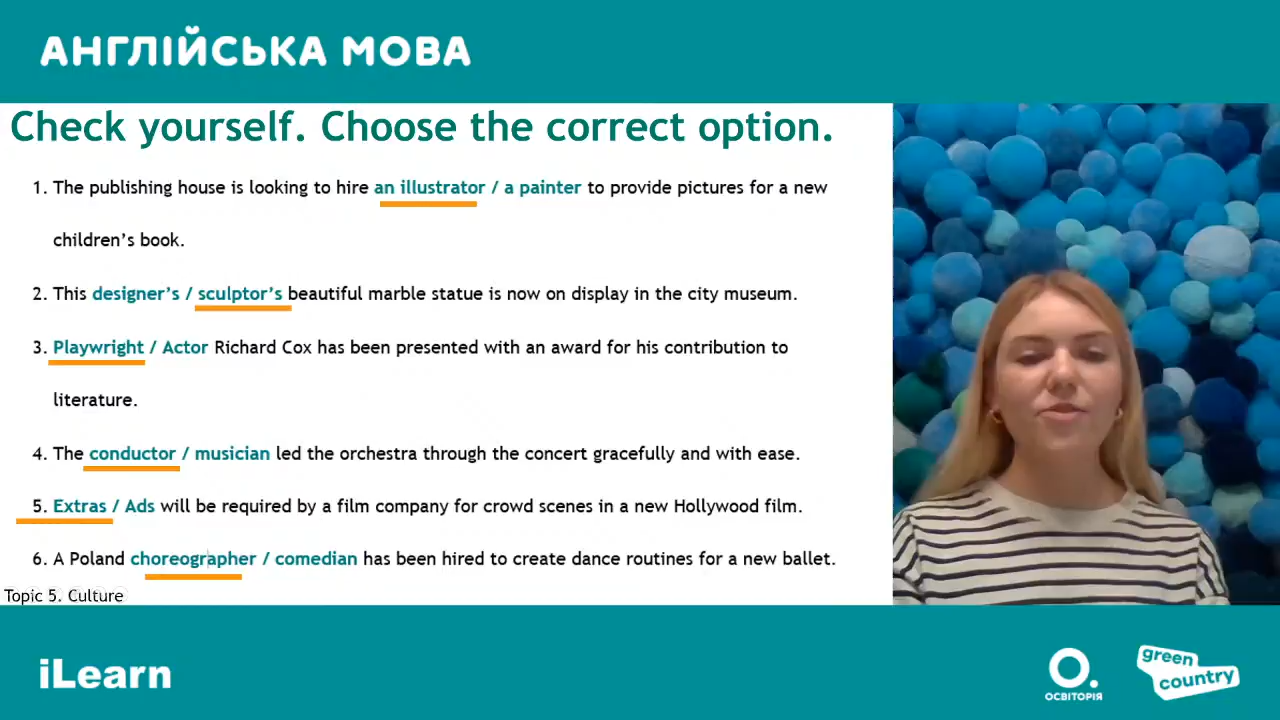 АНГЛІЙСЬКА МОВА
Check yourself. Choose the correct option.
1. The publishing house is looking to hire an illustrator / a painter to provide pictures for a new
children’s book.
2. This designer’s / sculptor’s beautiful marble statue is now on display in the city museum.
3. Playwright / Actor Richard Cox has been presented with an award for his contribution to
literature.
4. The conductor / musician led the orchestra through the concert gracefully and with ease.
5. Extras / Ads will be required by a film company for crowd scenes in a new Hollywood film.
6. A Poland choreographer / comedian has been hired to create dance routines for a new ballet.
Topic 5. Culture
iLearn
О.
ОСВІТОРІЯ
green
country